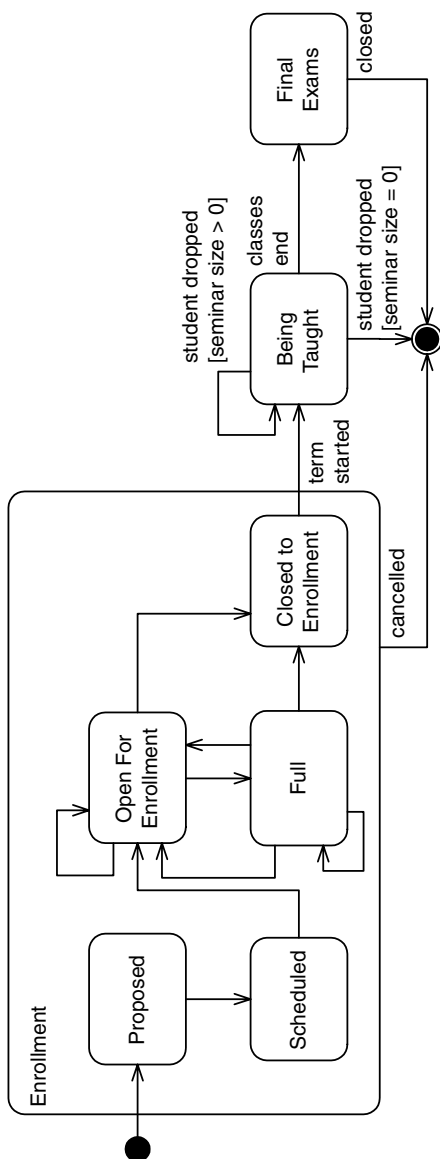 Enrollment
Proposed
Scheduled
Open For
Enrollment
Full
Closed to
Enrollment
cancelled
term
started
Being
Taught
student dropped
[seminar size > 0]
student dropped
[seminar size = 0]
classes
end
Final
Exams
closed